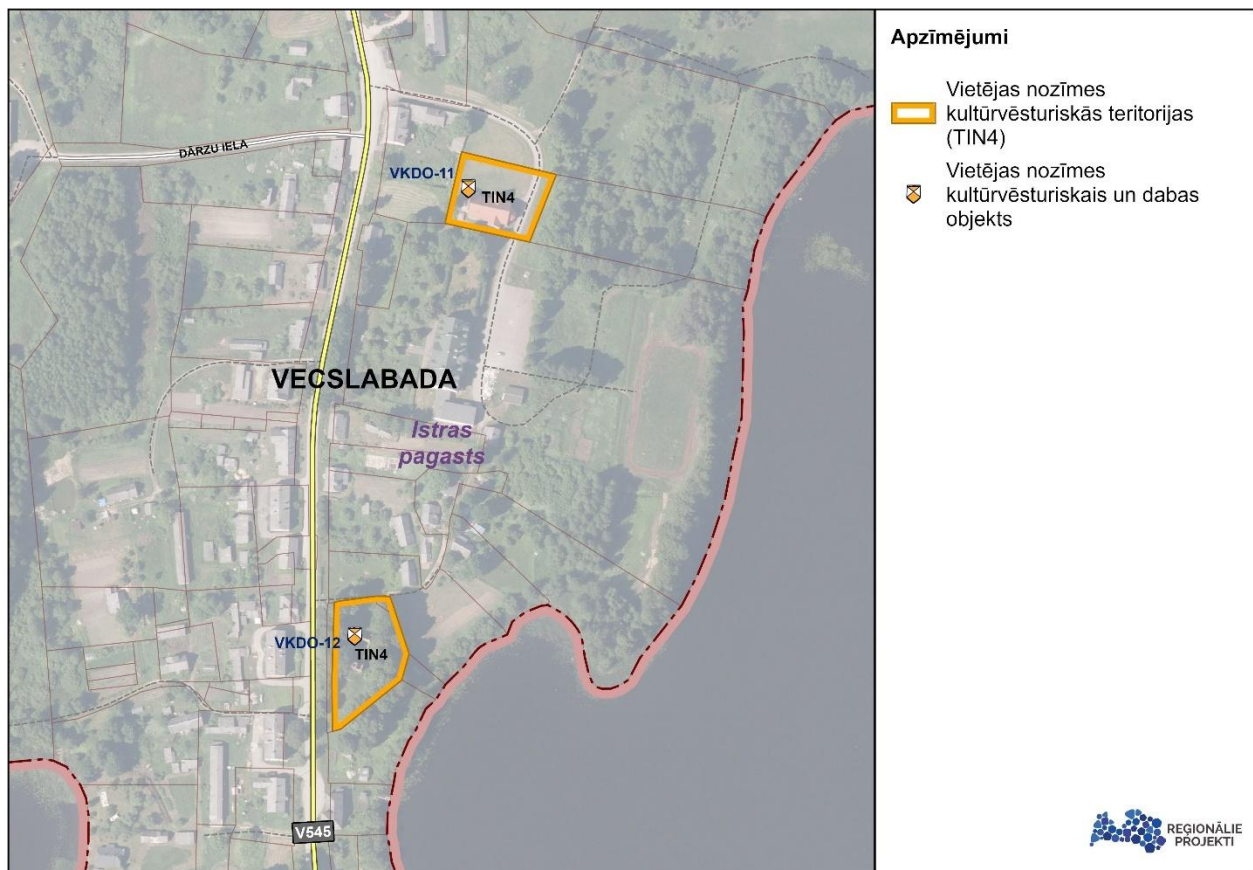 DĀRZU IELA
VKDO-11
TIN4
VECSLABADA
Istras
pagasts
VKDO-12
TIN4
V545
Apzīmējumi
Vietējas nozīmes
kultūrvēsturiskās teritorijas
(TIN4)
Vietējas nozīmes
kultūrvēsturiskais un dabas
objekts
REĢIONĀLIE
PROJEKTI